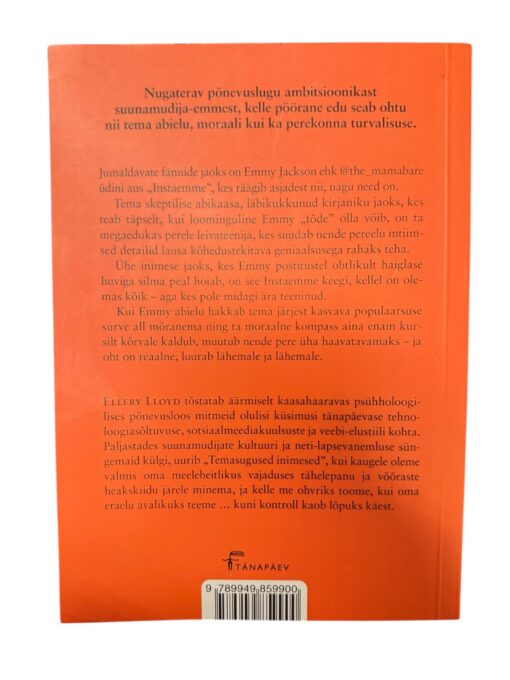 Nugaterav põnevuslugu ambitsioonikast
suunamudija-emmest, kelle pöörane edu seab ohtu
nii tema abielu, moraali kui ka perekonna turvalisuse.
Jumaldavate fännide jaoks on Emmy Jackson ehk @the_mamabare
üdini aus „Instaemme”, kes räägib asjadest nii, nagu need on.
Tema skeptilise abikaasa, läbikukkunud kirjaniku jaoks, kes
teab täpselt, kui loominguline Emmy „tõde” olla võib, on ta
megaedukas perele leivateenija, kes suudab nende pereelu intiim-
sed detailid lausa kõhedustekitava geniaalsusega rahaks teha.
Ühe inimese jaoks, kes Emmy postitustel ohtlikult haiglase
huviga silma peal hoiab, on see Instaemme keegi, kellel on ole-
mas kõik – aga kes pole midagi ära teeninud.
Kui Emmy abielu hakkab tema järjest kasvava populaarsuse
surve all mõranema ning ta moraalne kompass aina enam kur-
silt kõrvale kaldub, muutub nende pere üha haavatavamaks – ja
oht on reaalne, luurab lähemale ja lähemale.
ELLERY LLOYD tõstatab äärmiselt kaasahaaravas psühholoogi-
lises põnevusloos mitmeid olulisi küsimusi tänapäevase tehno-
loogiasõltuvuse, sotsiaalmeediakuulsuste ja veebi-elustiili kohta.
Paljastades suunamudijate kultuuri ja neti-lapsevanemluse sün-
gemaid külgi, uurib „Temasugused inimesed”, kui kaugele oleme
valmis oma meeleheitlikus vajaduses tähelepanu ja võõraste
heakskiidu järele minema, ja kelle me ohvriks toome, kui oma
eraelu avalikuks teeme … kuni kontroll kaob lõpuks käest.
TÄNAPÄEV
9 789949 859900